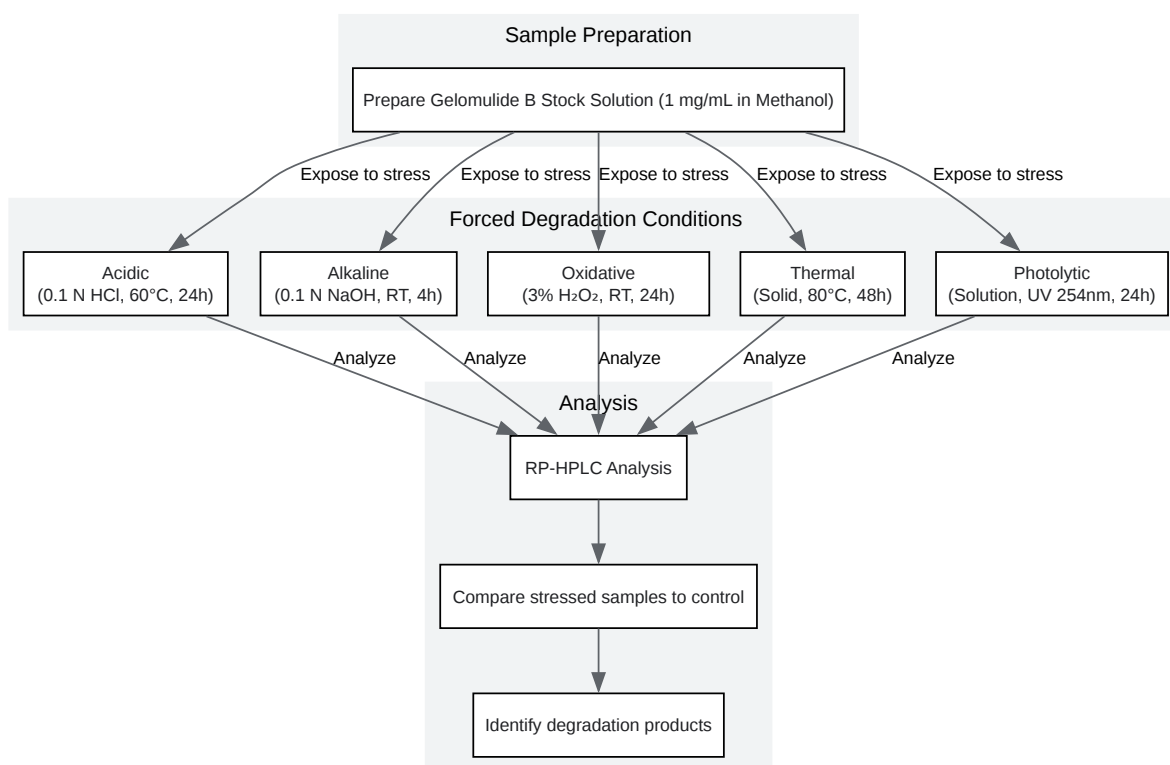 Sample Preparation
Prepare Gelomulide B Stock Solution (1 mg/mL in Methanol)
Expose to stress
Expose to stress
Expose to stress
Expose to stress
Expose to stress
Forced Degradation Conditions
Acidic
(0.1 N HCl, 60°C, 24h)
Alkaline
(0.1 N NaOH, RT, 4h)
Oxidative
(3% H₂O₂, RT, 24h)
Thermal
(Solid, 80°C, 48h)
Photolytic
(Solution, UV 254nm, 24h)
Analyze
Analyze
Analyze
Analyze
Analyze
Analysis
RP-HPLC Analysis
Compare stressed samples to control
Identify degradation products